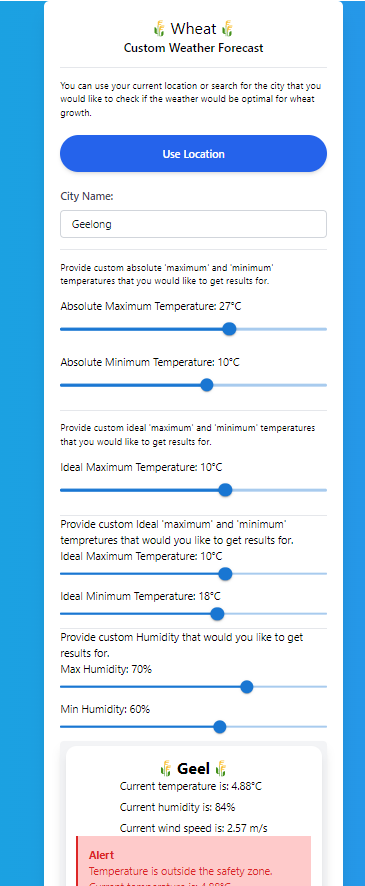 Wheat
Custom Weather Forecast
You can use your current location or search for the city that you
would like to check if the weather would be optimal for wheat
growth.
Use Location
City Name:
Geelong
Provide custom absolute 'maximum' and 'minimum'
temperatures that you would like to get results for.
Absolute Maximum Temperature: 27°C
Absolute Minimum Temperature: 10°C
Provide custom ideal 'maximum' and 'minimum' temperatures
that you would like to get results for.
Ideal Maximum Temperature: 10°C
Provide custom Ideal 'maximum' and 'minimum'
tempretures that would you like to get results for.
Ideal Maximum Temperature: 10°C
Ideal Minimum Temperature: 18°C
Provide custom Humidity that would you like to get
results for.
Max Humidity: 70%
Min Humidity: 60%
Geel
Current temperature is: 4.88°C
Current humidity is: 84%
Current wind speed is: 2.57 m/s
Alert
Temperature is outside the safety zone.
Current temperature is: 4.88°C